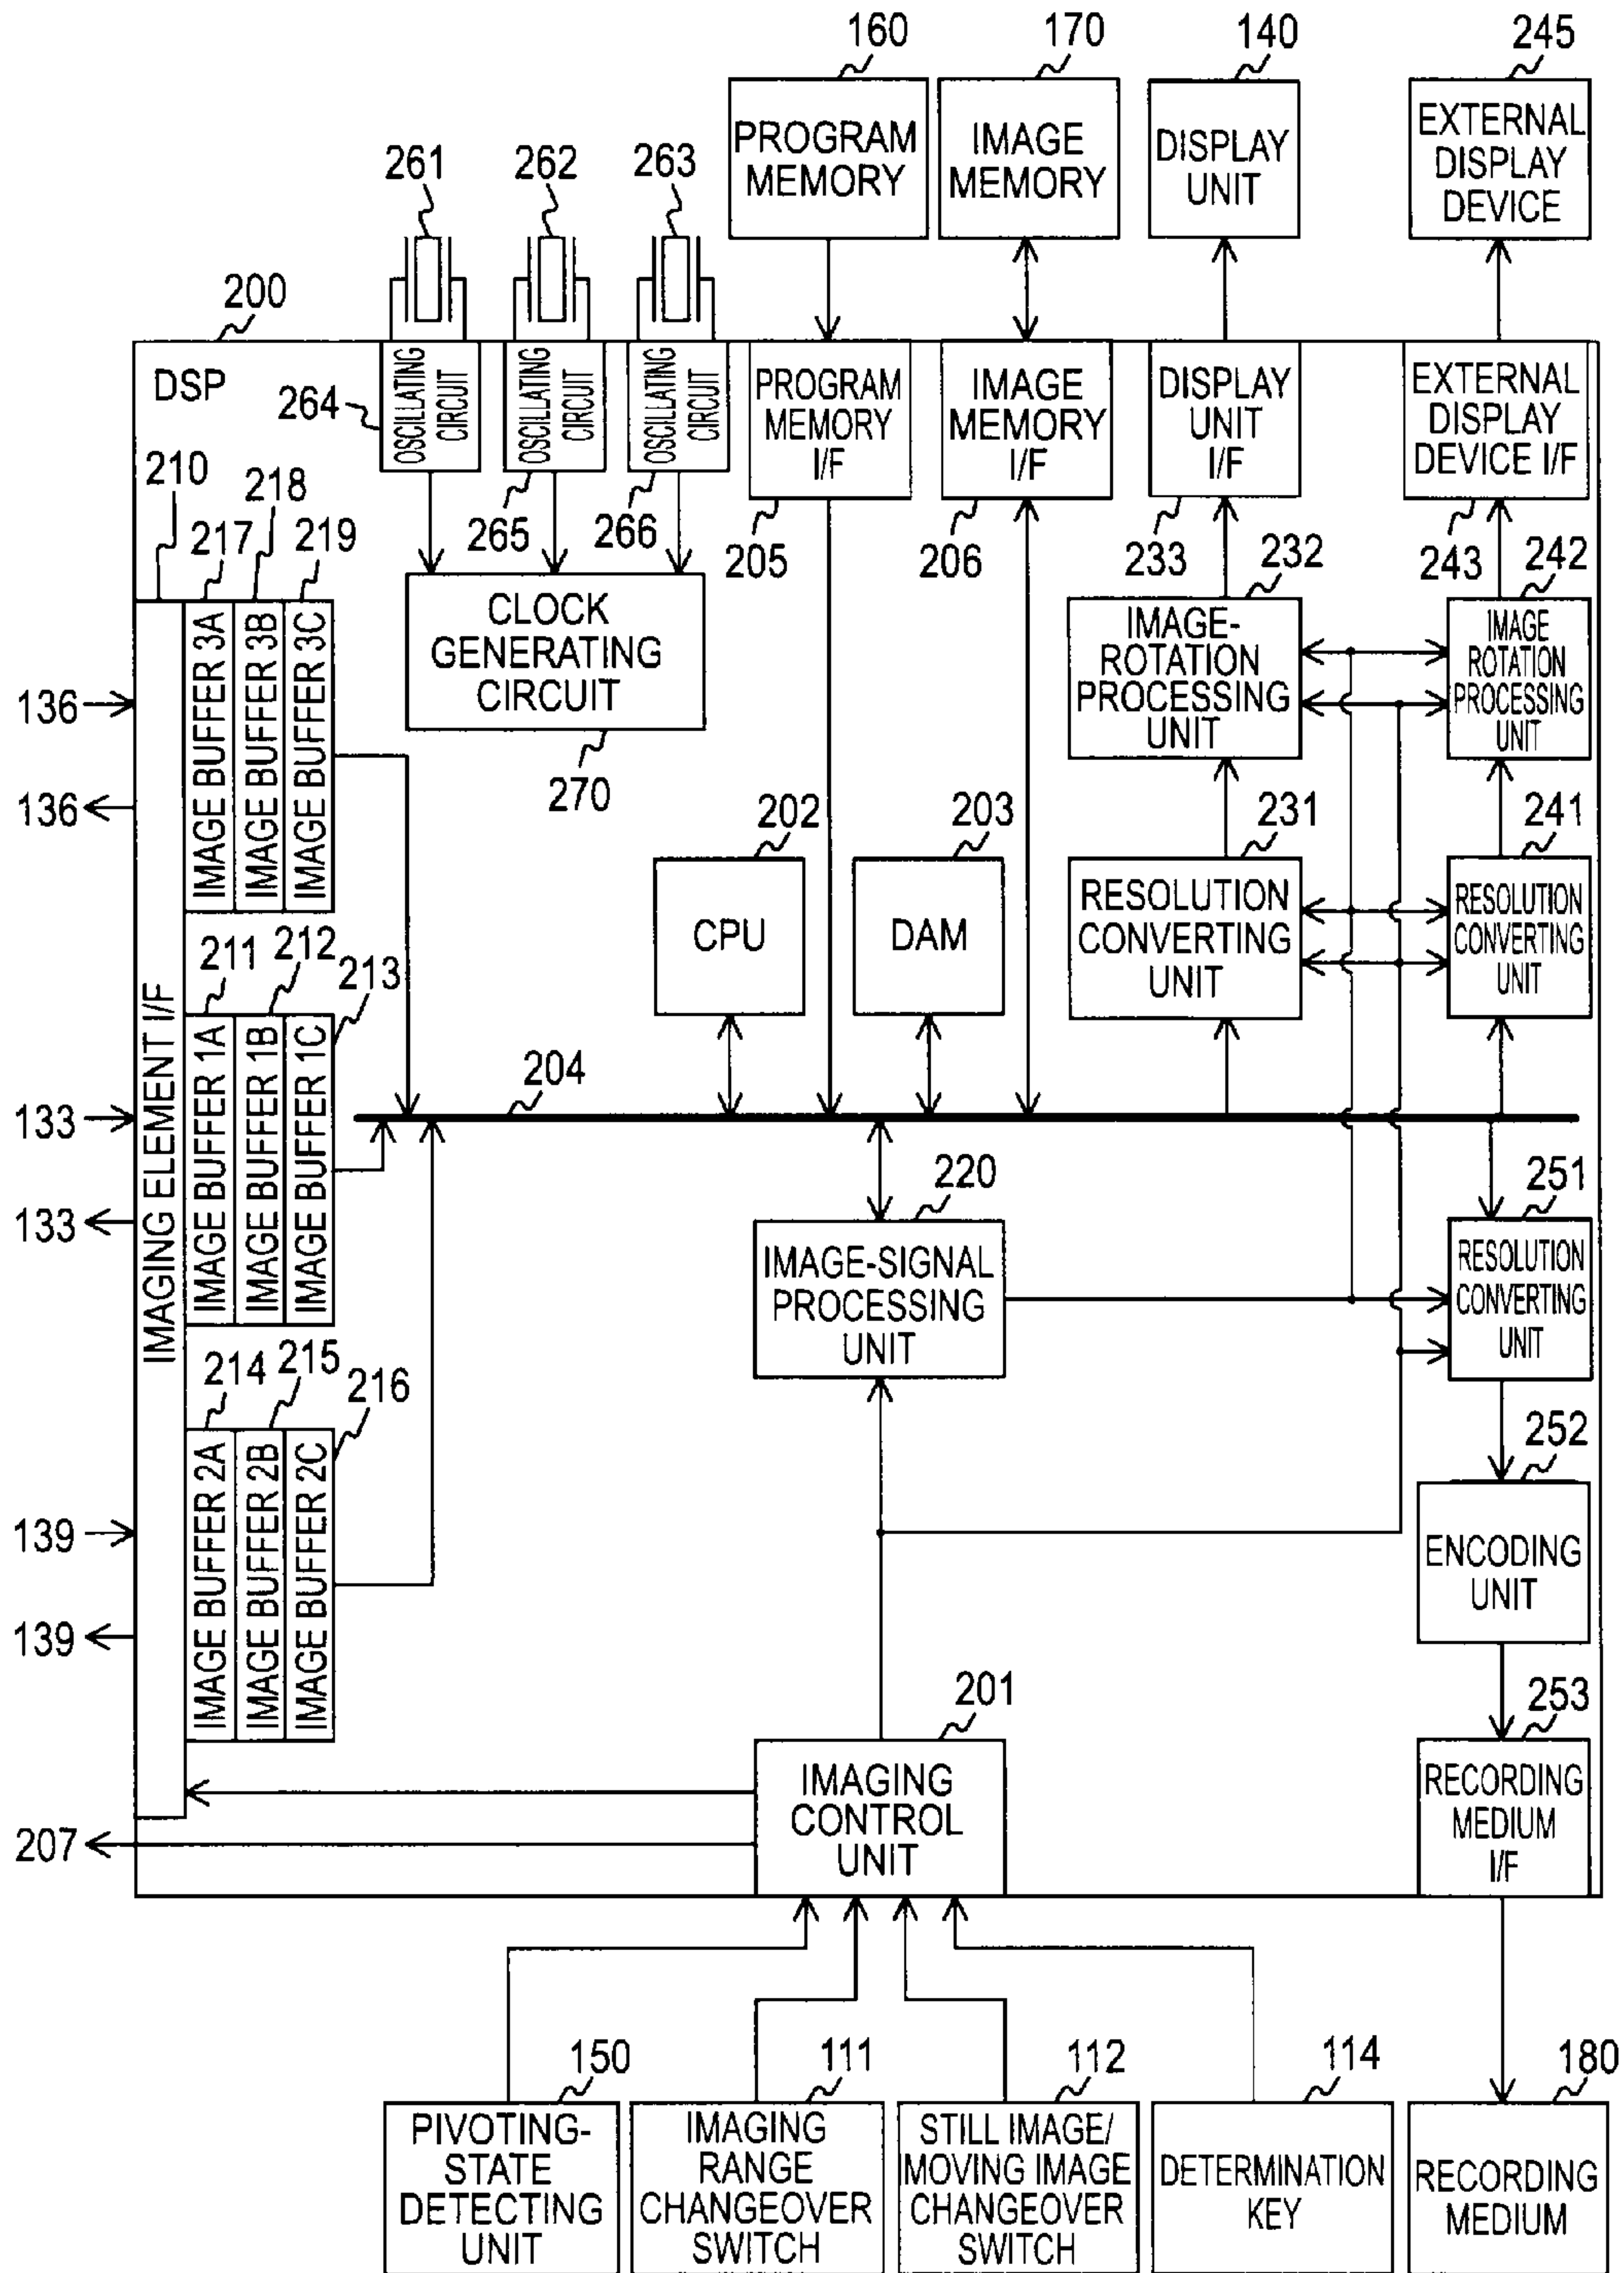 160
170
140
245
PROGRAM
MEMORY
IMAGE
MEMORY
DISPLAY
UNIT
EXTERNAL
DISPLAY
DEVICE
261
262
263
200
DSP
264
OSCILLATING
CIRCUIT
OSCILLATING
CIRCUIT
OSCILLATING
CIRCUIT
265
266
PROGRAM
MEMORY
I/F
IMAGE
MEMORY
I/F
DISPLAY
UNIT
I/F
EXTERNAL
DISPLAY
DEVICE I/F
205
206
233
232
243
242
210
217
218
219
CLOCK
GENERATING
CIRCUIT
270
IMAGE-
ROTATION
PROCESSING
UNIT
IMAGE
ROTATION
PROCESSING
UNIT
136
136
IMAGE BUFFER 3A
IMAGE BUFFER 3B
IMAGE BUFFER 3C
202
203
231
241
CPU
DAM
RESOLUTION
CONVERTING
UNIT
RESOLUTION
CONVERTING
UNIT
211
212
213
IMAGING ELEMENT I/F
133
133
IMAGE BUFFER 1A
IMAGE BUFFER 1B
IMAGE BUFFER 1C
204
220
251
IMAGE-SIGNAL
PROCESSING
UNIT
RESOLUTION
CONVERTING
UNIT
214
215
216
139
139
IMAGE BUFFER 2A
IMAGE BUFFER 2B
IMAGE BUFFER 2C
252
ENCODING
UNIT
201
253
IMAGING
CONTROL
UNIT
RECORDING
MEDIUM
I/F
207
150
111
112
114
180
PIVOTING-
STATE
DETECTING
UNIT
IMAGING
RANGE
CHANGEOVER
SWITCH
STILL IMAGE/
MOVING IMAGE
CHANGEOVER
SWITCH
DETERMINATION
KEY
RECORDING
MEDIUM